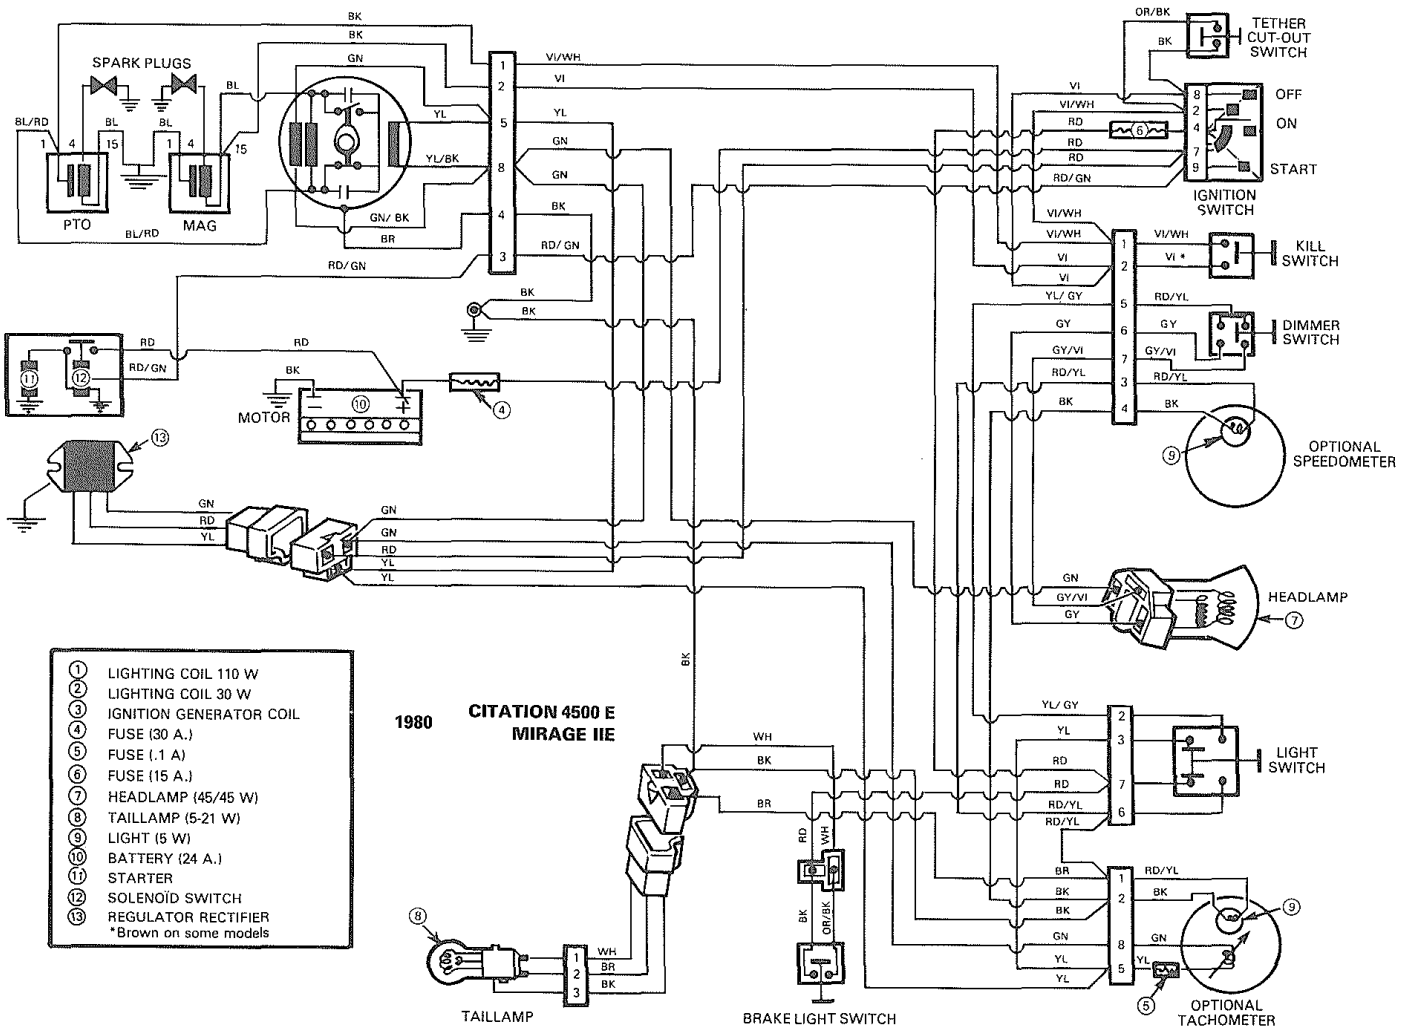 BK
BK
GN
SPARK PLUGS
BL
BL/RD
BL
BL
1
4
15
1
4
15
PTO
MAG
BL/RD
YL
YL/BK
GN/ BK
BR
RD/GN
1
2
5
8
4
3
VI/WH
VI
YL
GN
GN
BK
RD/ GN
BK
BK
OR/BK
BK
TETHER
CUT-OUT
SWITCH
VI
VI/WH
RD
6
RD
RD
RD/GN
8
2
4
7
9
OFF
ON
START
IGNITION
SWITCH
VI/WH
VI/WH
VI
VI
YL/ GY
GY
GY/VI
RD/YL
BK
1
2
5
6
7
3
4
VI/WH
VI *
RD/YL
GY
GY/VI
RD/YL
BK
KILL
SWITCH
DIMMER
SWITCH
9
OPTIONAL
SPEEDOMETER
RD
RD
RD/GN
11
12
BK
MOTOR
10
4
13
GN
RD
YL
GN
GN
RD
YL
YL
GN
GY/VI
GY
HEADLAMP
7
1 LIGHTING COIL 110 W
2 LIGHTING COIL 30 W
3 IGNITION GENERATOR COIL
4 FUSE (30 A.)
5 FUSE (.1 A)
6 FUSE (15 A.)
7 HEADLAMP (45/45 W)
8 TAILLAMP (5-21 W)
9 LIGHT (5 W)
10 BATTERY (24 A.)
11 STARTER
12 SOLENOÏD SWITCH
13 REGULATOR RECTIFIER
*Brown on some models
1980
CITATION 4500 E
MIRAGE IIE
BK
WH
BK
BR
RD
WH
BK
OR/BK
BRAKE LIGHT SWITCH
8
TAILLAMP
1
2
3
WH
BR
BK
YL/ GY
YL
RD
RD
RD/YL
RD/YL
2
3
7
6
LIGHT
SWITCH
BR
BK
BK
GN
YL
YL
1
2
8
5
RD/YL
BK
GN
YL
9
5
OPTIONAL
TACHOMETER